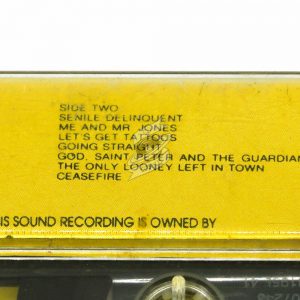 SIDE TWO
SENILE DELINQUENT
ME AND MR JONES
LET'S GET TATTOOS
GOING STRAIGHT
GOD, SAINT PETER AND THE GUARDIAN
THE ONLY LOONEY LEFT IN TOWN
CEASEFIRE
IS SOUND RECORDING IS OWNED BY